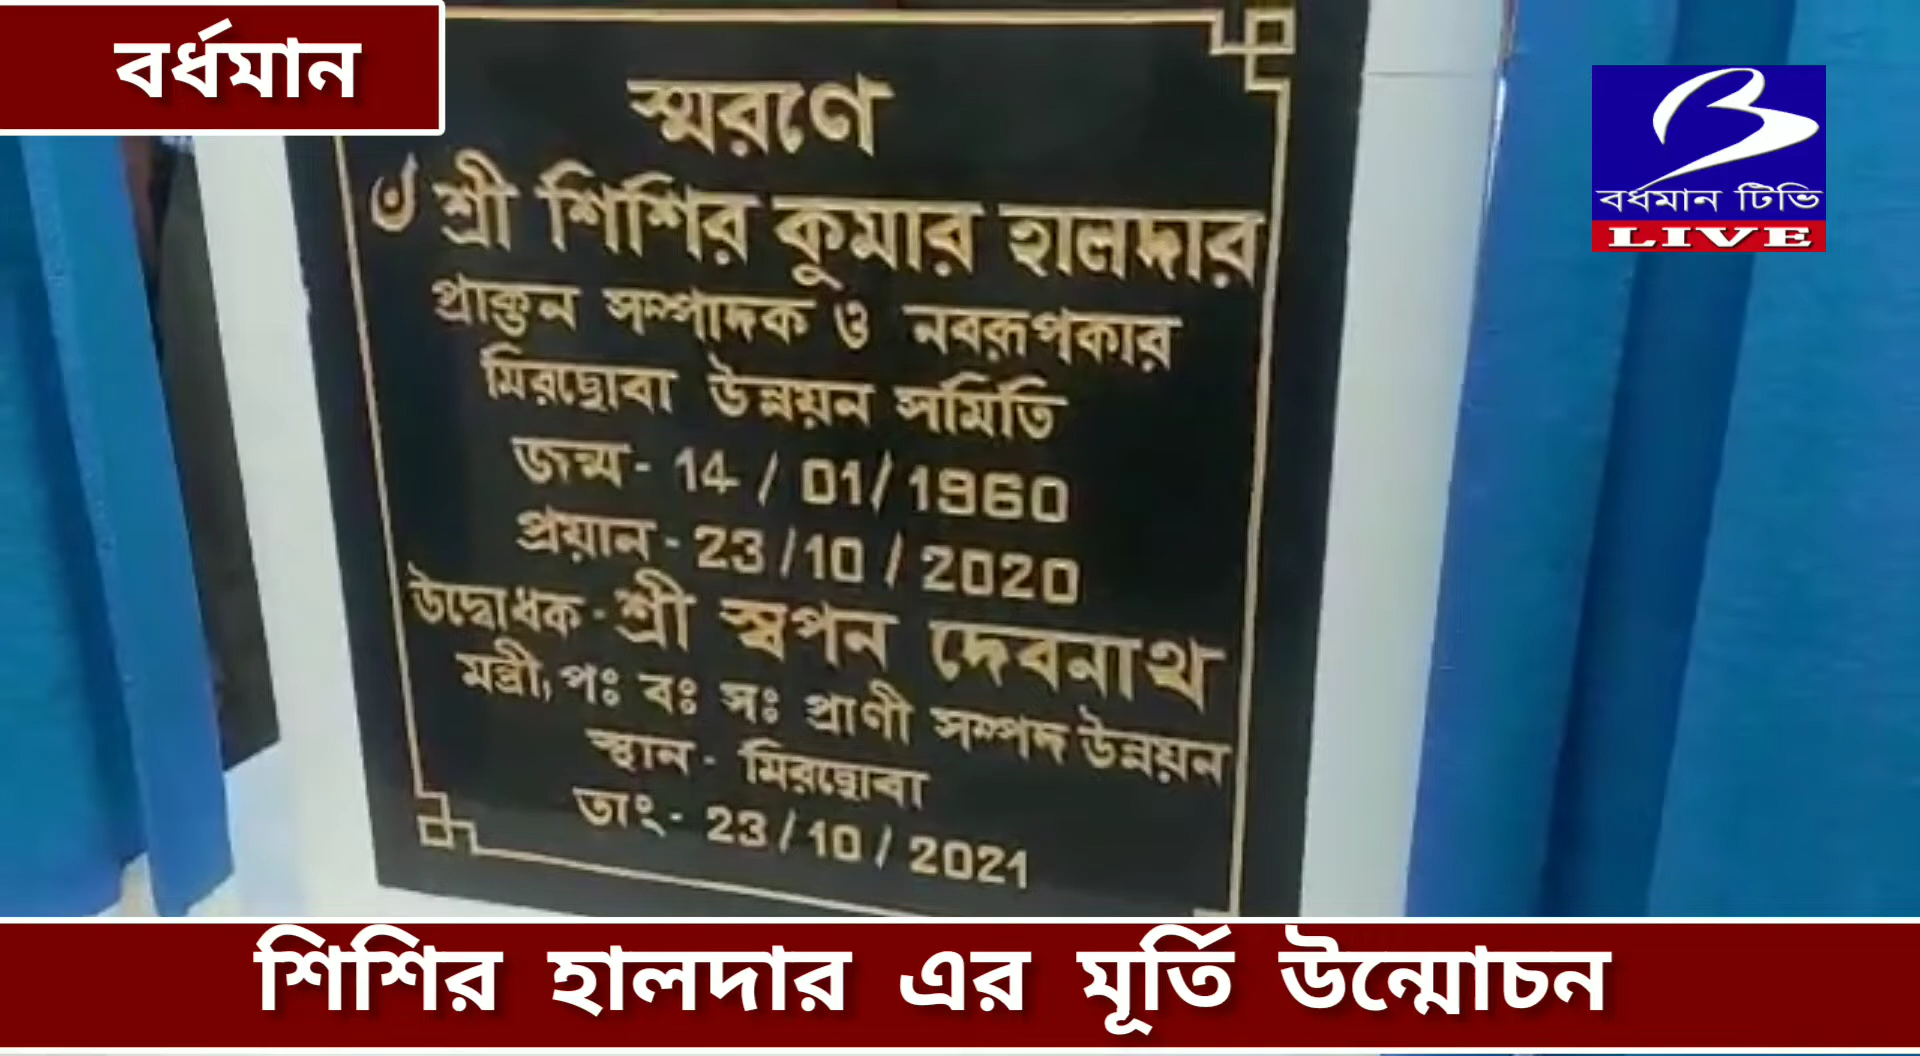 বর্ধমান
স্মরণে
৺শ্রী শিশির কুমার হালদার
প্রাক্তন সম্পাদক ও নবরূপকার
মিরছোবা উন্নয়ন সমিতি
জন্ম - 14 / 01 / 1960
প্রয়ান - 23 / 10 / 2020
উদ্বোধক - শ্রী স্বপন দেবনাথ
মন্ত্রী, পঃ বঃ সঃ প্রাণী সম্পদ উন্নয়ন
স্থান - মিরছোবা
তাং - 23 / 10 / 2021
বর্ধমান টিভি
LIVE
শিশির হালদার এর মূর্তি উন্মোচন